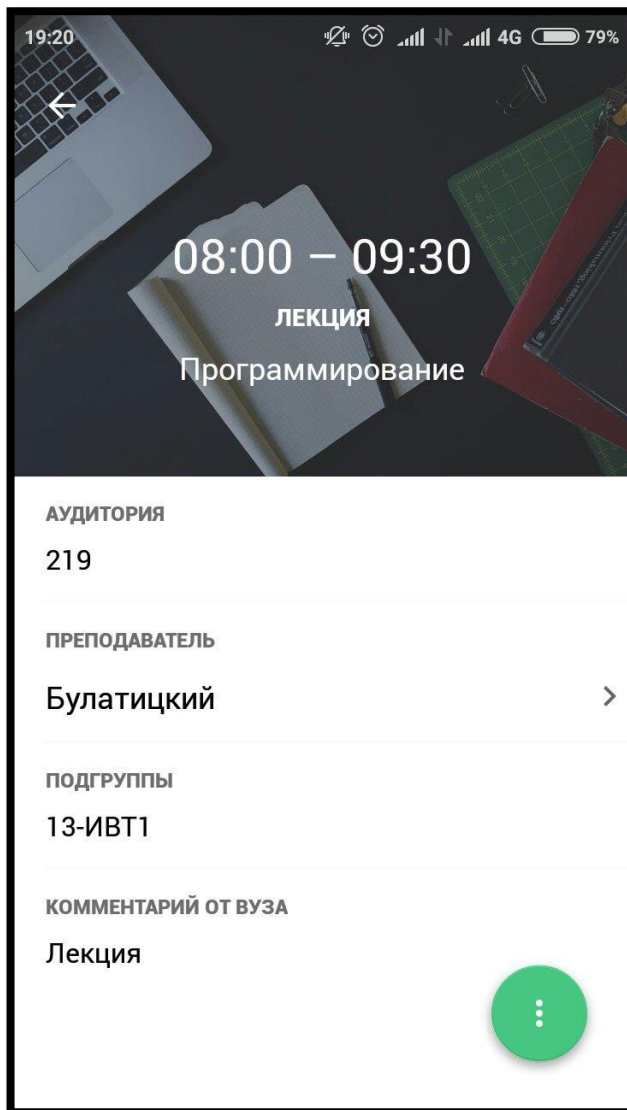 19:20
4G 79%
08:00 – 09:30
ЛЕКЦИЯ
Программирование
АУДИТОРИЯ
219
ПРЕПОДАВАТЕЛЬ
Булатицкий
ПОДГРУППЫ
13-ИВТ1
КОММЕНТАРИЙ ОТ ВУЗА
Лекция